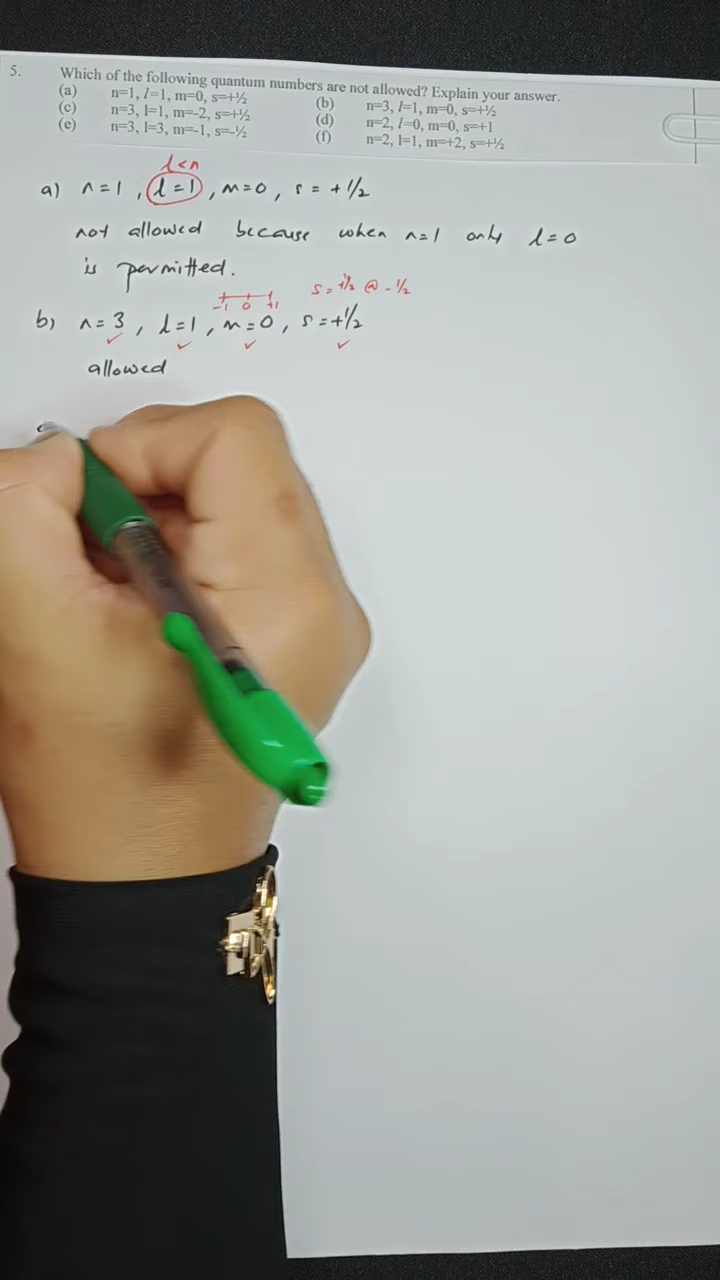 5. Which of the following quantum numbers are not allowed? Explain your answer.
(a) n=1, l=1, m=0, s=+½ (b) n=3, l=1, m=0, s=+½
(c) n=3, l=1, m=-2, s=+½ (d) n=2, l=0, m=0, s=+1
(e) n=3, l=3, m=-1, s=-½ (f) n=2, l=1, m=+2, s=+½
l<n
a) n=1, l=1, m=0, s=+1/2
not allowed because when n=1 only l=0
is permitted.
-1 0 +1 s=+1/2 @ -1/2
b) n=3, l=1, m=0, s=+1/2
allowed